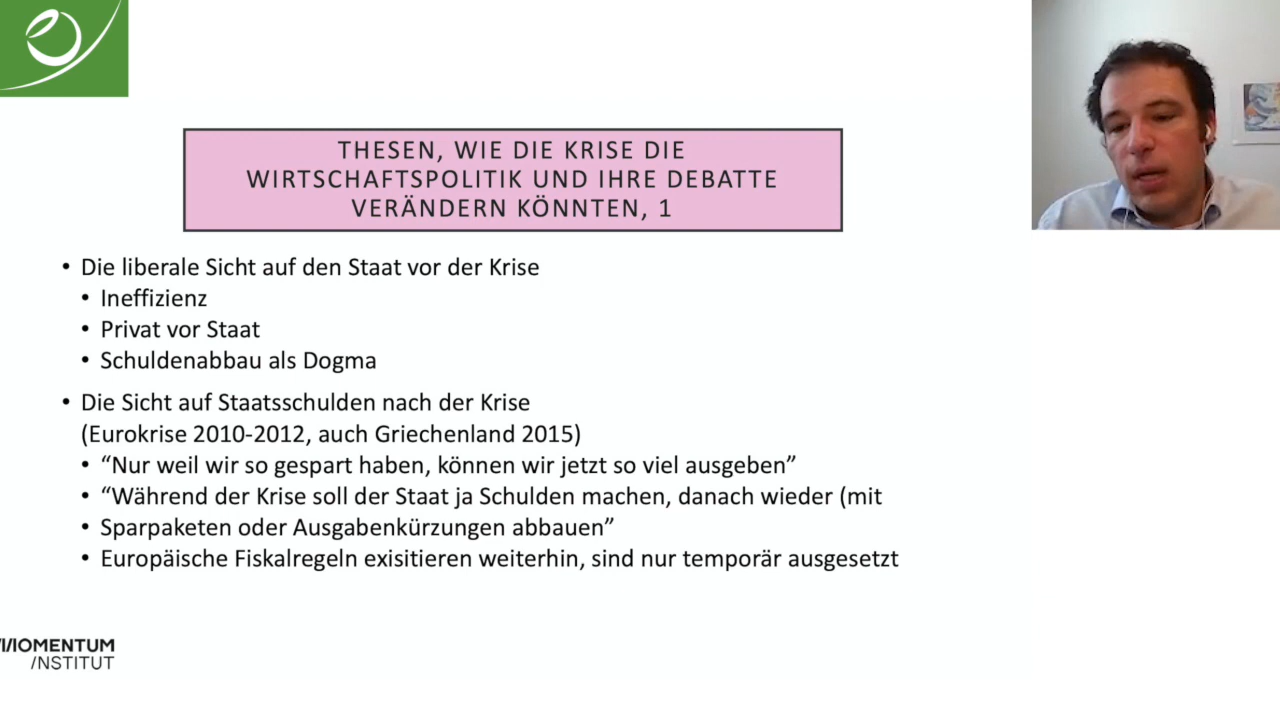 THESEN, WIE DIE KRISE DIE
WIRTSCHAFTSPOLITIK UND IHRE DEBATTE
VERÄNDERN KÖNNTEN, 1
• Die liberale Sicht auf den Staat vor der Krise
• Ineffizienz
• Privat vor Staat
• Schuldenabbau als Dogma
• Die Sicht auf Staatsschulden nach der Krise
(Eurokrise 2010-2012, auch Griechenland 2015)
• “Nur weil wir so gespart haben, können wir jetzt so viel ausgeben”
• “Während der Krise soll der Staat ja Schulden machen, danach wieder (mit
• Sparpaketen oder Ausgabenkürzungen abbauen”
• Europäische Fiskalregeln exisitieren weiterhin, sind nur temporär ausgesetzt
MOMENTUM
/NSTITUT